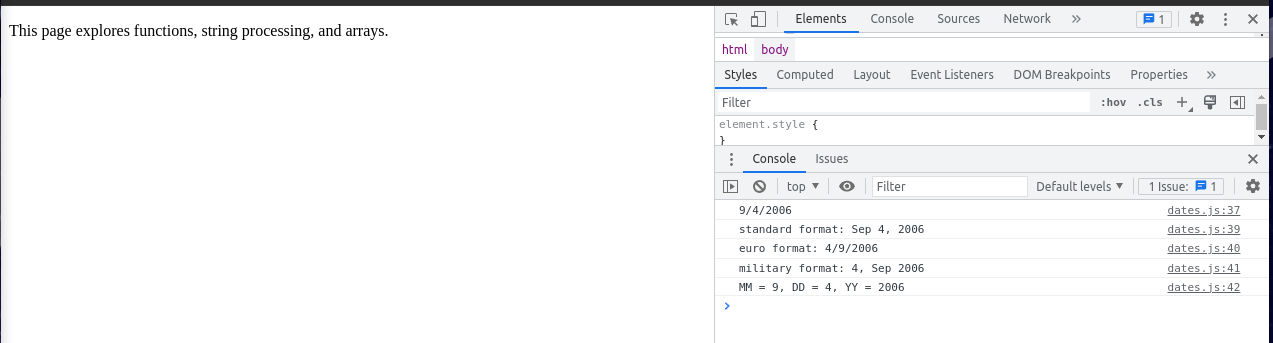 This page explores functions, string processing, and arrays.
Elements Console Sources Network » 1
html body
Styles Computed Layout Event Listeners DOM Breakpoints Properties »
Filter :hov .cls +
element.style {
}
Console Issues
top ▼ Filter Default levels ▼ 1 Issue: 1
9/4/2006 dates.js:37
standard format: Sep 4, 2006 dates.js:39
euro format: 4/9/2006 dates.js:40
military format: 4, Sep 2006 dates.js:41
MM = 9, DD = 4, YY = 2006 dates.js:42